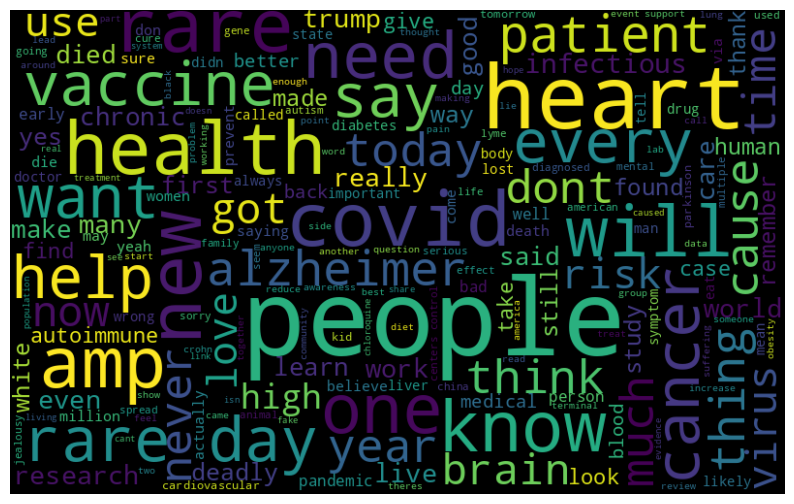 use
rare
died
trump
give
tomorrow
event support
lung
used
part
cure
gene
going
don
state
thought
system
sure
need
good
patient
thank
via
time
lead
around
didn
better
black
vaccine
made
say
day
way
infectious
heart
early
chronic
called
enough
autism
hope
making
lie
tell
drug
call
yes
doesn
prevent
point
diabetes
pain
lyme
every
human
die
real
problem
working
word
health
today
body
lost
diagnosed
mental
lab
care
doctor
treatment
women
always
back
important
really
come
life
dont
found
parkinson
multiple
cause
remember
want
first
got
covid
well
american
caused
man
will
make
many
saying
side
death
data
may
yeah
family
another
question
serious
said
case
find
see
start
anyone
alzheimer
effect
risk
help
new
now
wrong
sorry
reduce
awareness
best
share
bad
take
still
group
symptom
eat
world
someone
population
autoimmune
crohn
link
love
together
community
kid
people
chloroquine
diet
centers control
america
treat
study
mean
suffering
obesity
amp
never
learn
work
believe
liver
china
read
think
cancer
thing
virus
white
even
show
million
isn
high
medical
person
terminal
blood
much
increase
jealousy
living
feel
spread
actually
came
animal
one
know
evidence
rare
day
cant
fake
year
brain
look
likely
review
research
two
deadly
cardiovascular
pandemic
theres
live